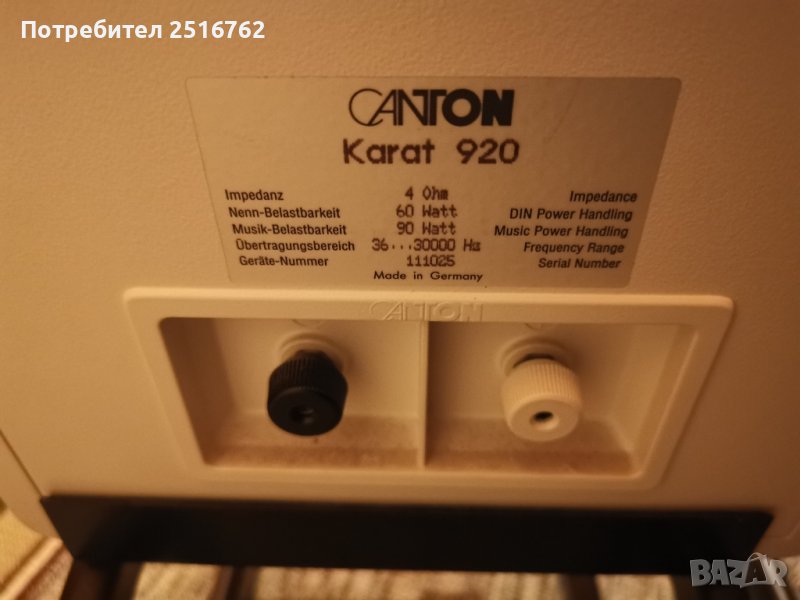 Потребител 2516762
CANTON
Karat 920
Impedanz 4 Ohm Impedance
Nenn-Belastbarkeit 60 Watt DIN Power Handling
Musik-Belastbarkeit 90 Watt Music Power Handling
Übertragungsbereich 36...30000 Hz Frequency Range
Geräte-Nummer 111025 Serial Number
Made in Germany
CANTON
BAZAR